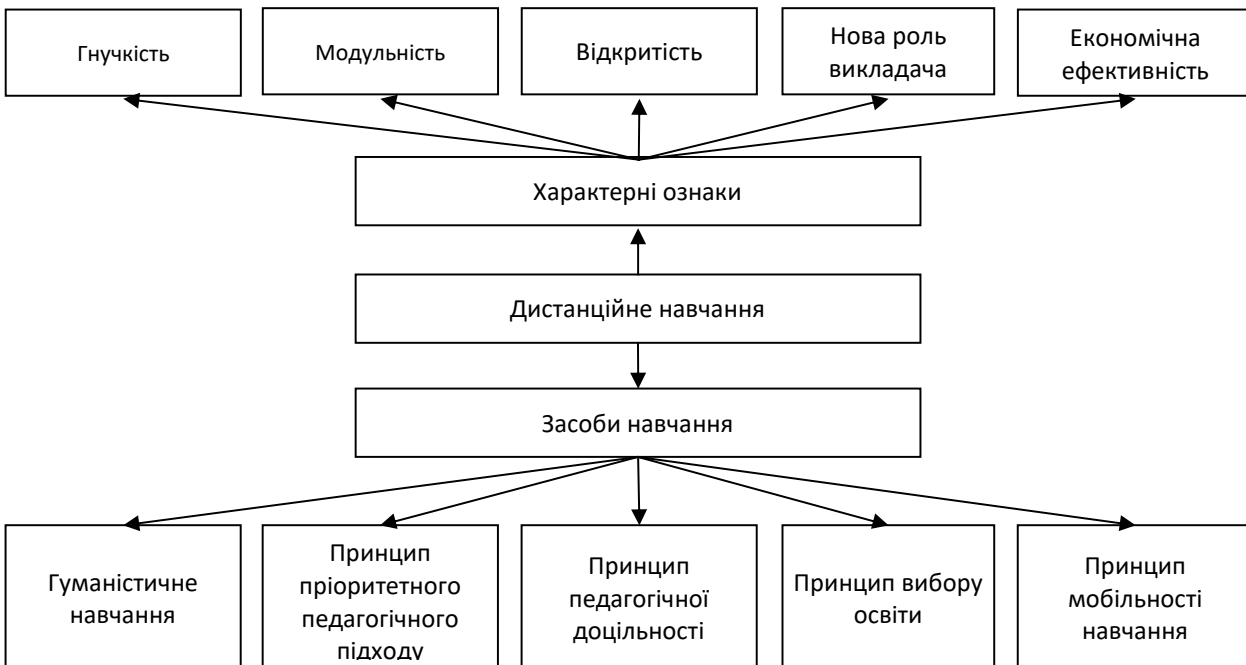 Гнучкість
Модульність
Відкритість
Нова роль
викладача
Економічна
ефективність
Характерні ознаки
Дистанційне навчання
Засоби навчання
Гуманістичне
навчання
Принцип
пріоритетного
педагогічного
підходу
Принцип
педагогічної
доцільності
Принцип вибору
освіти
Принцип
мобільності
навчання